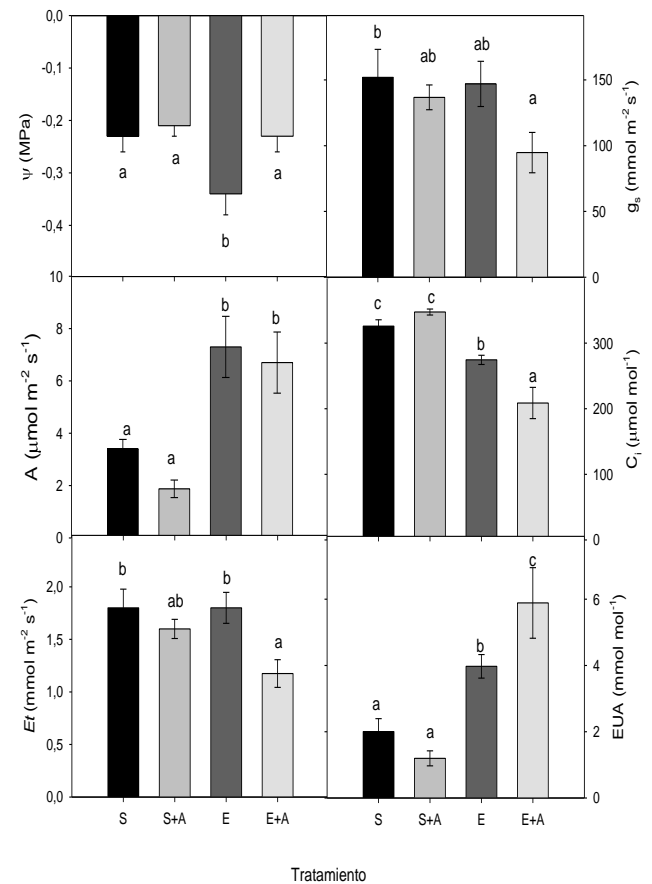 0,0
-0,1
-0,2
-0,3
-0,4
ψ (MPa)
a a b a
150
100
50
0
gs (mmol m-2 s-1)
b ab ab a
10
8
6
4
2
0
A (μmol m-2 s-1)
a a b b
300
200
100
0
Ci (μmol mol-1)
c c b a
2,0
1,5
1,0
0,5
0,0
Et (mmol m-2 s-1)
b ab b a
6
4
2
0
EUA (mmol mol-1)
a a b c
S S+A E E+A
S S+A E E+A
Tratamiento